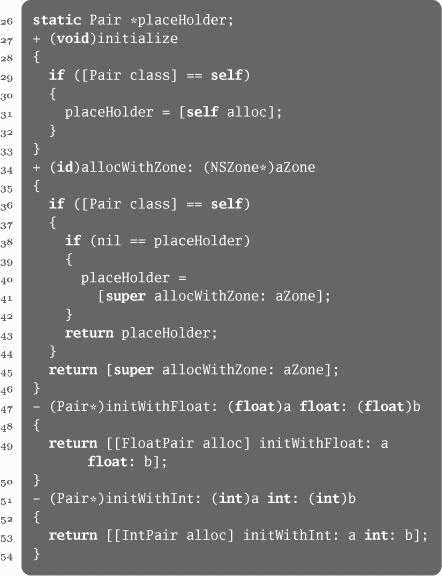 26 static Pair *placeHolder;
27 + (void)initialize
28 {
29   if ([Pair class] == self)
30   {
31     placeHolder = [self alloc];
32   }
33 }
34 + (id)allocWithZone: (NSZone*)aZone
35 {
36   if ([Pair class] == self)
37   {
38     if (nil == placeHolder)
39     {
40       placeHolder =
41         [super allocWithZone: aZone];
42     }
43     return placeHolder;
44   }
45   return [super allocWithZone: aZone];
46 }
47 - (Pair*)initWithFloat: (float)a float: (float)b
48 {
49   return [[FloatPair alloc] initWithFloat: a
        float: b];
50 }
51 - (Pair*)initWithInt: (int)a int: (int)b
52 {
53   return [[IntPair alloc] initWithInt: a int: b];
54 }